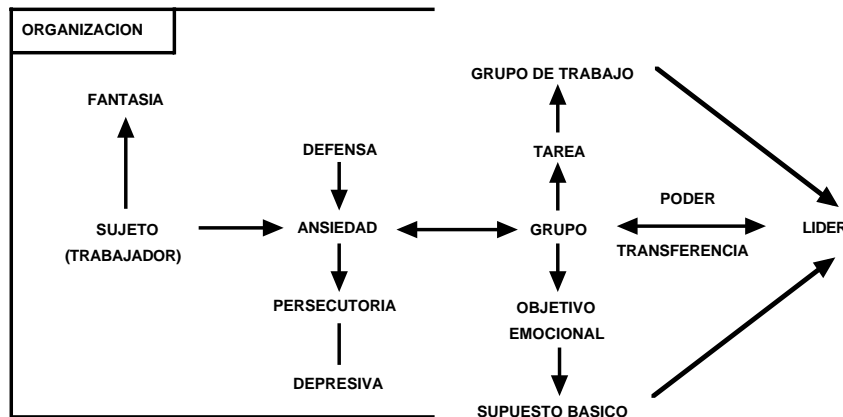 ORGANIZACION
GRUPO DE TRABAJO
FANTASIA
DEFENSA
TAREA
PODER
SUJETO
(TRABAJADOR)
ANSIEDAD
GRUPO
LIDER
TRANSFERENCIA
PERSECUTORIA
OBJETIVO
EMOCIONAL
DEPRESIVA
SUPUESTO BASICO